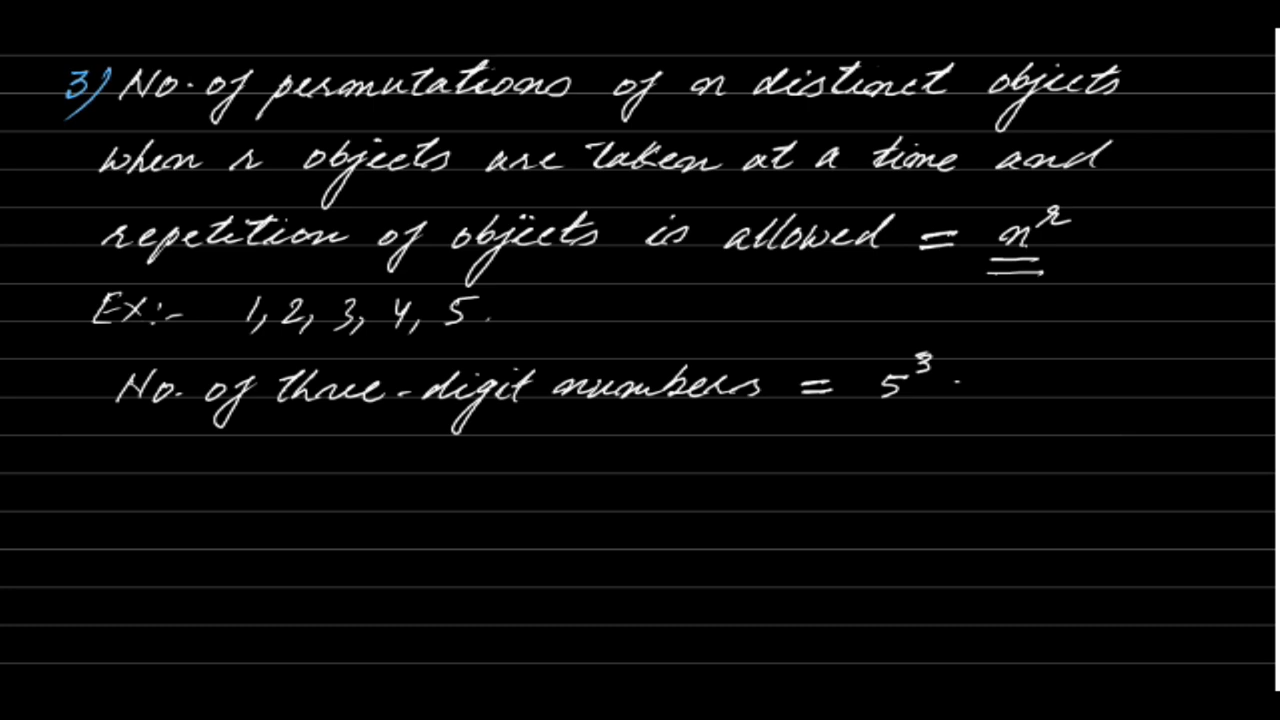 3) No. of permutations of n distinct objects
when r objects are taken at a time and
repetition of objects is allowed = n^r
Ex:- 1, 2, 3, 4, 5.
No. of three-digit numbers = 5^3.